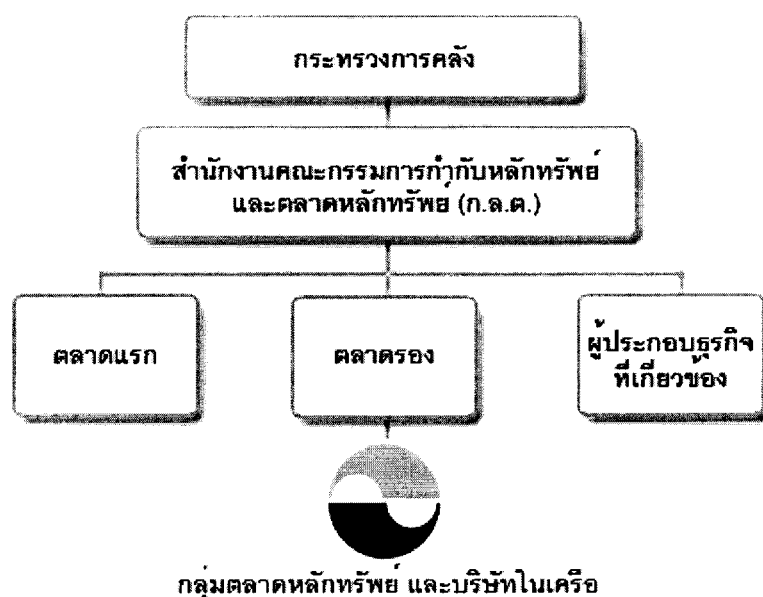 กระทรวงการคลัง
สำนักงานคณะกรรมการกำกับหลักทรัพย์
และตลาดหลักทรัพย์ (ก.ล.ต.)
ตลาดแรก
ตลาดรอง
ผู้ประกอบธุรกิจ
ที่เกี่ยวข้อง
กลุ่มตลาดหลักทรัพย์ และบริษัทในเครือ